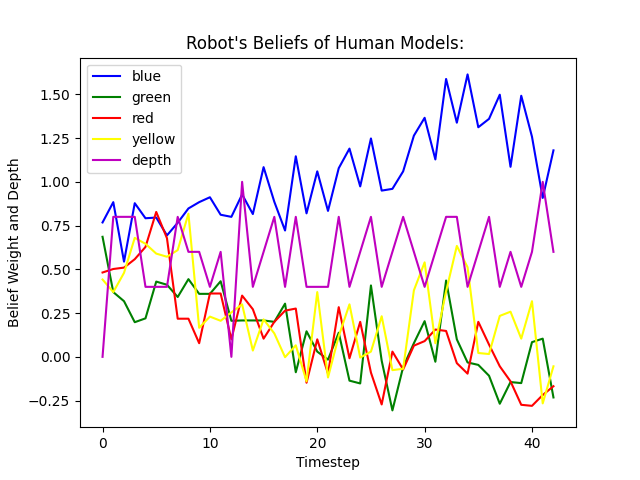 Robot's Beliefs of Human Models:
blue
green
red
yellow
depth
1.50
1.25
1.00
0.75
0.50
0.25
0.00
−0.25
Belief Weight and Depth
0 10 20 30 40
Timestep